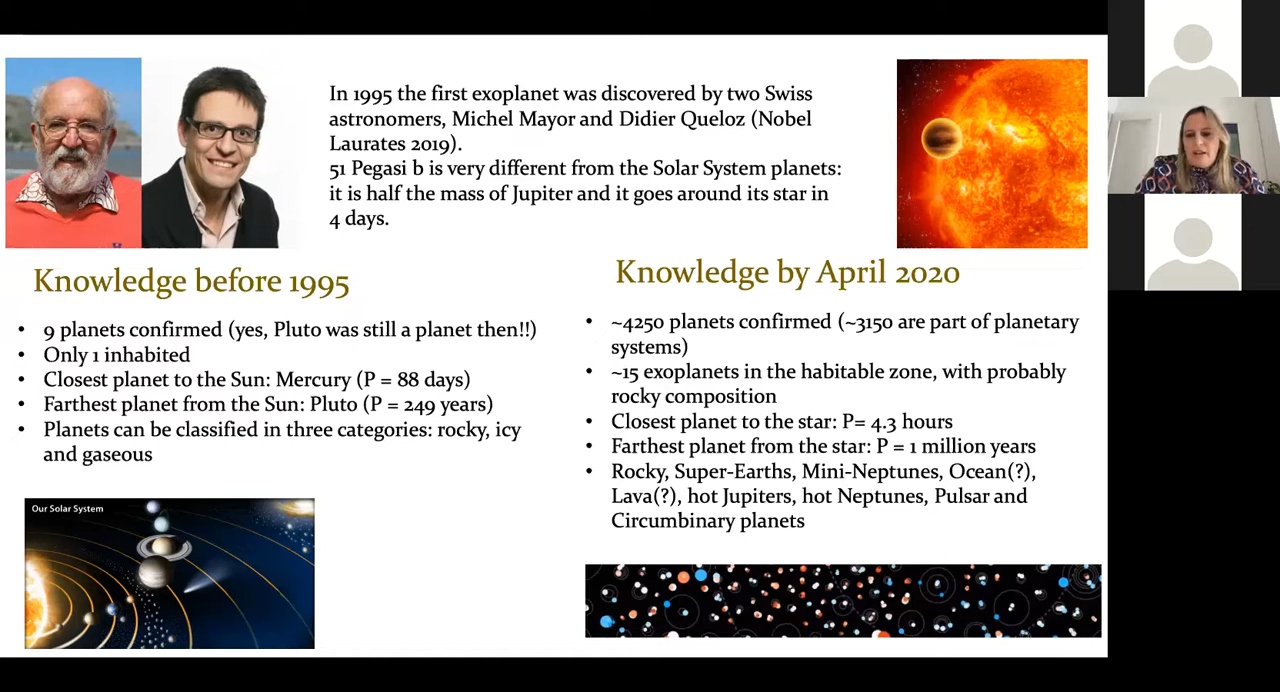 In 1995 the first exoplanet was discovered by two Swiss
astronomers, Michel Mayor and Didier Queloz (Nobel
Laurates 2019).
51 Pegasi b is very different from the Solar System planets:
it is half the mass of Jupiter and it goes around its star in
4 days.
Knowledge before 1995
• 9 planets confirmed (yes, Pluto was still a planet then!!)
• Only 1 inhabited
• Closest planet to the Sun: Mercury (P = 88 days)
• Farthest planet from the Sun: Pluto (P = 249 years)
• Planets can be classified in three categories: rocky, icy
and gaseous
Our Solar System
Knowledge by April 2020
• ~4250 planets confirmed (~3150 are part of planetary
systems)
• ~15 exoplanets in the habitable zone, with probably
rocky composition
• Closest planet to the star: P= 4.3 hours
• Farthest planet from the star: P = 1 million years
• Rocky, Super-Earths, Mini-Neptunes, Ocean(?),
Lava(?), hot Jupiters, hot Neptunes, Pulsar and
Circumbinary planets